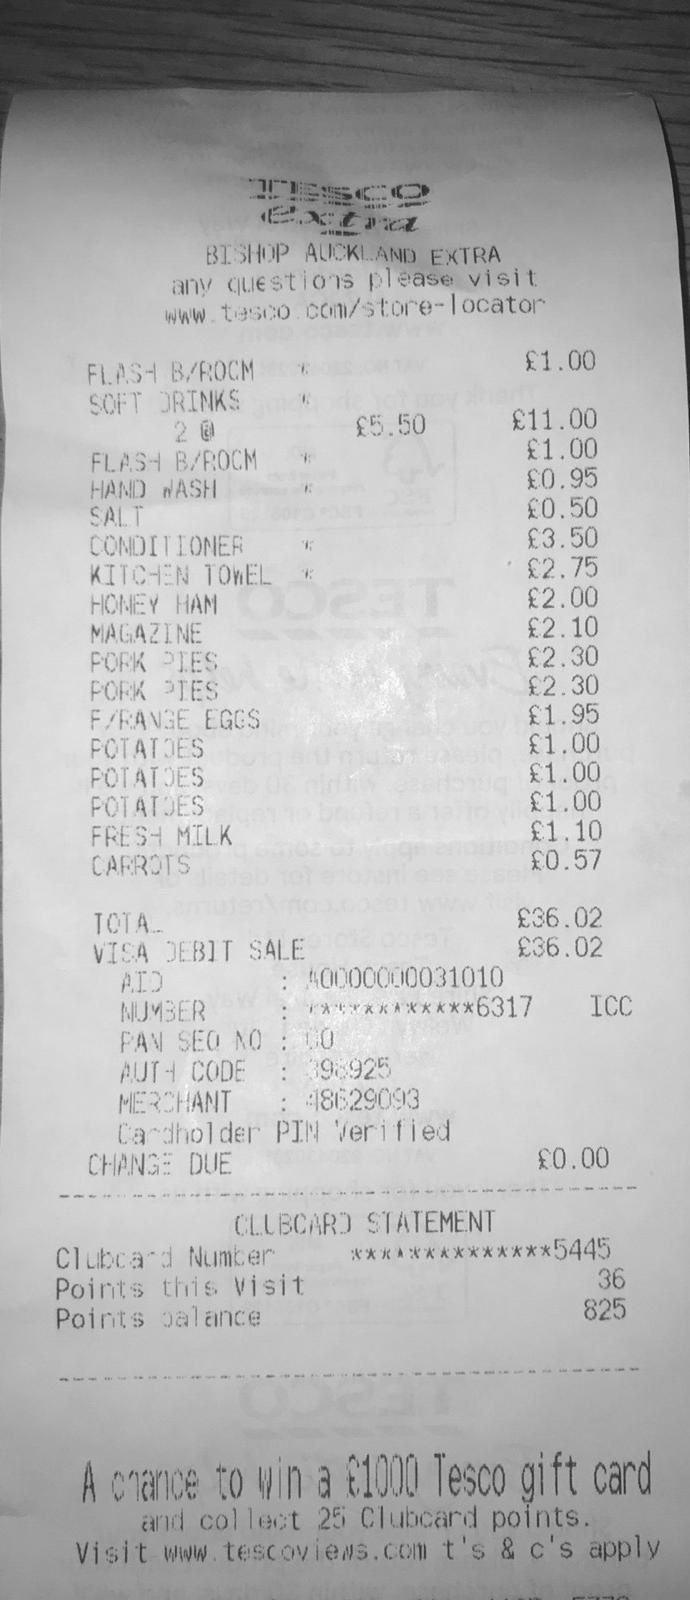 TESCO
extra
BISHOP AUCKLAND EXTRA
any questions please visit
www.tesco.com/store-locator
FLASH B/ROOM * £1.00
SOFT DRINKS *
2 @ £5.50 £11.00
FLASH B/ROOM * £1.00
HAND WASH * £0.95
SALT £0.50
CONDITIONER * £3.50
KITCHEN TOWEL * £2.75
HONEY HAM £2.00
MAGAZINE £2.10
PORK PIES £2.30
PORK PIES £2.30
F/RANGE EGGS £1.95
POTATOES £1.00
POTATOES £1.00
POTATOES £1.00
FRESH MILK £1.10
CARROTS £0.57
TOTAL £36.02
VISA DEBIT SALE £36.02
AID : A0000000031010
NUMBER : ************6317 ICC
PAN SEQ NO : 00
AUTH CODE : 398925
MERCHANT : 48629093
Cardholder PIN Verified
CHANGE DUE £0.00
CLUBCARD STATEMENT
Clubcard Number **************5445
Points this Visit 36
Points balance 825
A chance to win a £1000 Tesco gift card
and collect 25 Clubcard points.
Visit www.tescoviews.com t's & c's apply